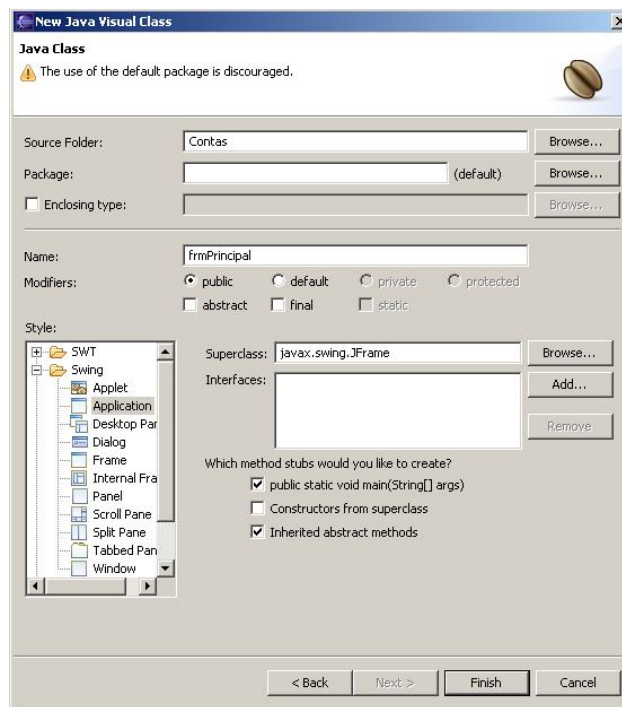 New Java Visual Class
Java Class
The use of the default package is discouraged.
Source Folder: Contas Browse...
Package: (default) Browse...
Enclosing type: Browse...
Name: frmPrincipal
Modifiers: public default private protected
abstract final static
Style:
SWT
Swing
Applet
Application
Desktop Par
Dialog
Frame
Internal Fra
Panel
Scroll Pane
Split Pane
Tabbed Pan
Window
Superclass: javax.swing.JFrame Browse...
Interfaces: Add...
Remove
Which method stubs would you like to create?
public static void main(String[] args)
Constructors from superclass
Inherited abstract methods
< Back Next > Finish Cancel